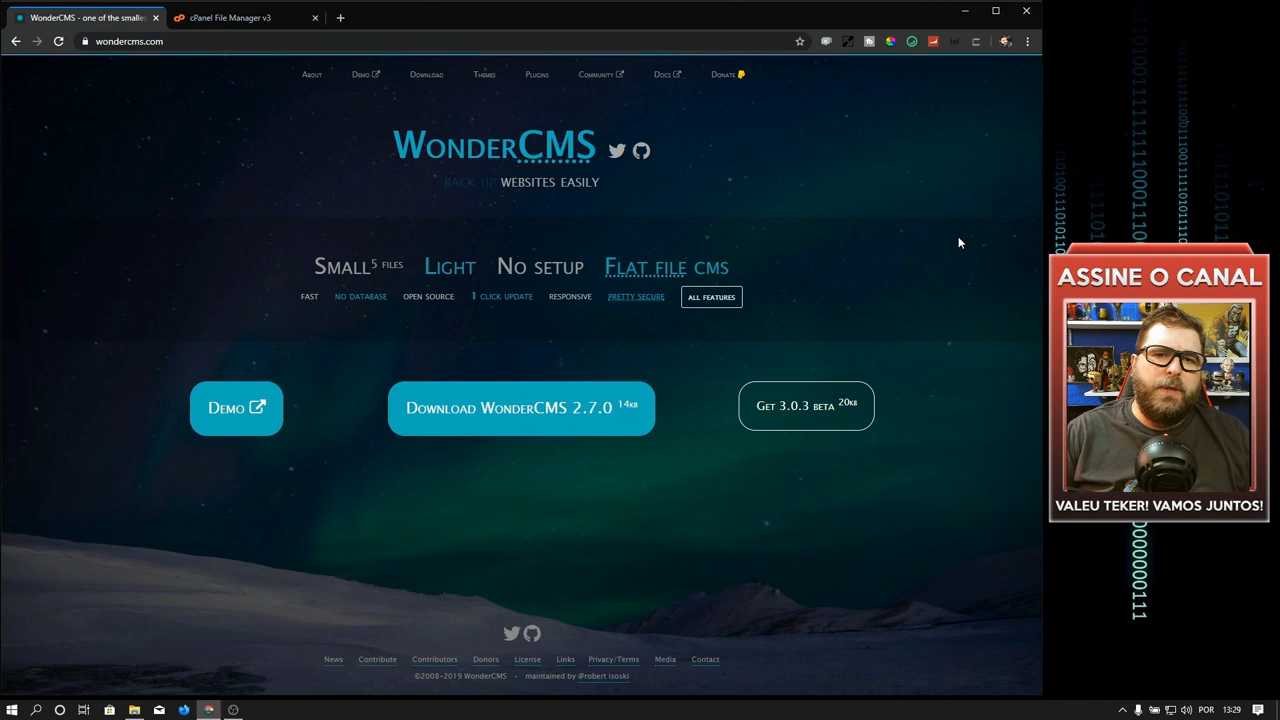 WonderCMS - one of the smalles
cPanel File Manager v3
wondercms.com
About
Demo
Download
Themes
Plugins
Community
Docs
Donate
WonderCMS
BACK UP WEBSITES EASILY
Small 5 FILES
Light
No setup
Flat file CMS
FAST
NO DATABASE
OPEN SOURCE
1 CLICK UPDATE
RESPONSIVE
PRETTY SECURE
ALL FEATURES
Demo
Download WonderCMS 2.7.0 14KB
Get 3.0.3 beta 20KB
News
Contribute
Contributors
Donors
License
Links
Privacy/Terms
Media
Contact
©2008-2019 WonderCMS - maintained by @robert isoski
ASSINE O CANAL
VALEU TEKER! VAMOS JUNTOS!
POR
13:29